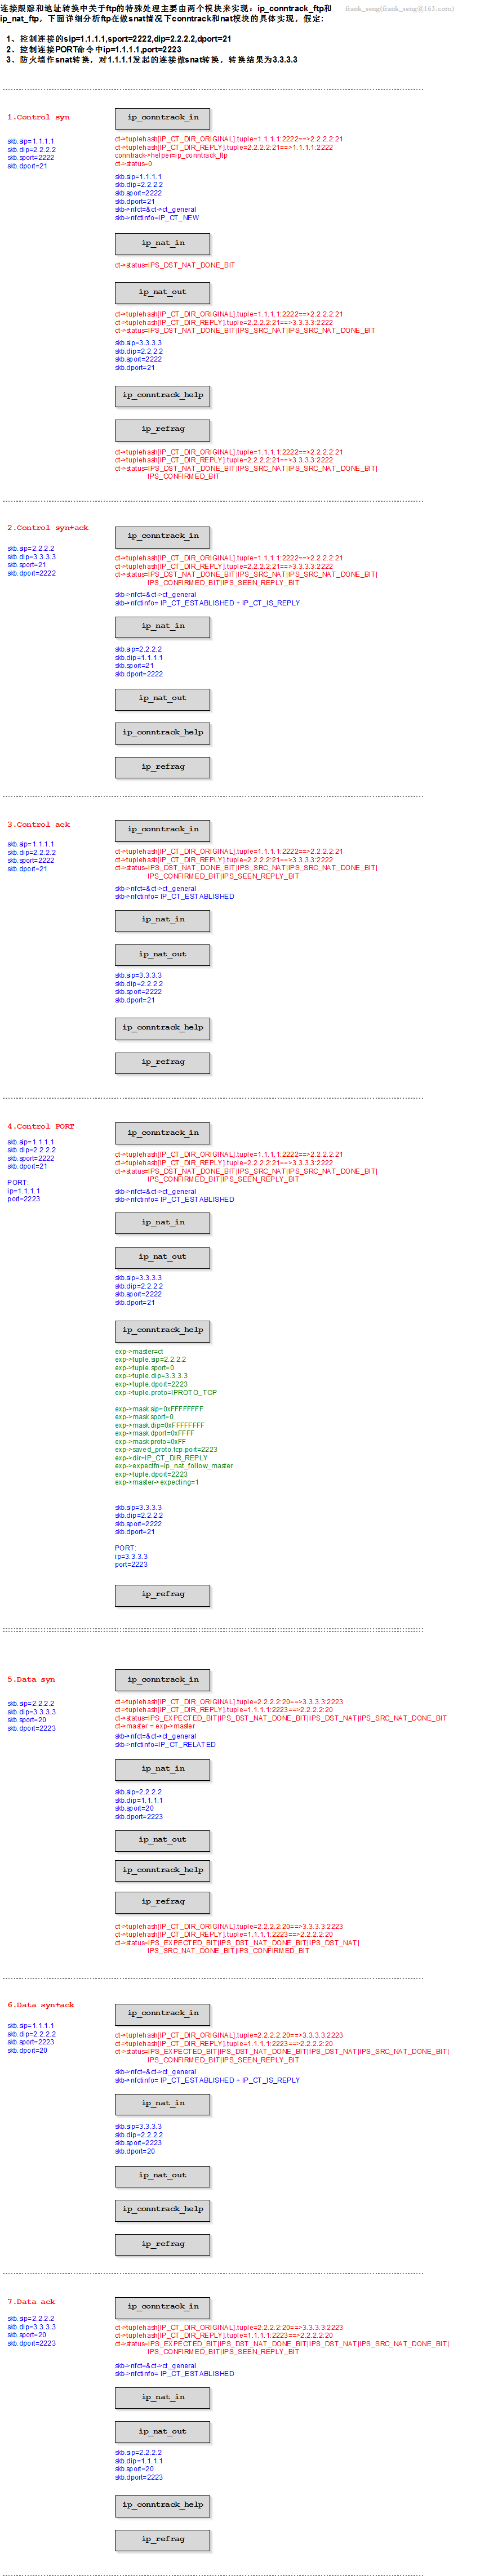 连接跟踪和地址转换中关于ftp的特殊处理主要由两个模块来实现：ip_conntrack_ftp和
frank_seng(frank_seng@163.com)
ip_nat_ftp，下面详细分析ftp在做snat情况下conntrack和nat模块的具体实现，假定：
1、控制连接的sip=1.1.1.1,sport=2222,dip=2.2.2.2,dport=21
2、控制连接PORT命令中ip=1.1.1.1,port=2223
3、防火墙作snat转换，对1.1.1.1发起的连接做snat转换，转换结果为3.3.3.3
1.Control syn
skb.sip=1.1.1.1
skb.dip=2.2.2.2
skb.sport=2222
skb.dport=21
ip_conntrack_in
ct->tuplehash[IP_CT_DIR_ORIGINAL].tuple=1.1.1.1:2222==>2.2.2.2:21
ct->tuplehash[IP_CT_DIR_REPLY].tuple=2.2.2.2:21==>1.1.1.1:2222
conntrack->helper=ip_conntrack_ftp
ct->status=0
skb.sip=1.1.1.1
skb.dip=2.2.2.2
skb.sport=2222
skb.dport=21
skb->nfct=&ct->ct_general
skb->nfctinfo=IP_CT_NEW
ip_nat_in
ct->status=IPS_DST_NAT_DONE_BIT
ip_nat_out
ct->tuplehash[IP_CT_DIR_ORIGINAL].tuple=1.1.1.1:2222==>2.2.2.2:21
ct->tuplehash[IP_CT_DIR_REPLY].tuple=2.2.2.2:21==>3.3.3.3:2222
ct->status=IPS_DST_NAT_DONE_BIT|IPS_SRC_NAT|IPS_SRC_NAT_DONE_BIT
skb.sip=3.3.3.3
skb.dip=2.2.2.2
skb.sport=2222
skb.dport=21
ip_conntrack_help
ip_refrag
ct->tuplehash[IP_CT_DIR_ORIGINAL].tuple=1.1.1.1:2222==>2.2.2.2:21
ct->tuplehash[IP_CT_DIR_REPLY].tuple=2.2.2.2:21==>3.3.3.3:2222
ct->status=IPS_DST_NAT_DONE_BIT|IPS_SRC_NAT|IPS_SRC_NAT_DONE_BIT|
IPS_CONFIRMED_BIT
2.Control syn+ack
skb.sip=2.2.2.2
skb.dip=3.3.3.3
skb.sport=21
skb.dport=2222
ip_conntrack_in
ct->tuplehash[IP_CT_DIR_ORIGINAL].tuple=1.1.1.1:2222==>2.2.2.2:21
ct->tuplehash[IP_CT_DIR_REPLY].tuple=2.2.2.2:21==>3.3.3.3:2222
ct->status=IPS_DST_NAT_DONE_BIT|IPS_SRC_NAT|IPS_SRC_NAT_DONE_BIT|
IPS_CONFIRMED_BIT|IPS_SEEN_REPLY_BIT
skb->nfct=&ct->ct_general
skb->nfctinfo= IP_CT_ESTABLISHED + IP_CT_IS_REPLY
ip_nat_in
skb.sip=2.2.2.2
skb.dip=1.1.1.1
skb.sport=21
skb.dport=2222
ip_nat_out
ip_conntrack_help
ip_refrag
3.Control ack
skb.sip=1.1.1.1
skb.dip=2.2.2.2
skb.sport=2222
skb.dport=21
ip_conntrack_in
ct->tuplehash[IP_CT_DIR_ORIGINAL].tuple=1.1.1.1:2222==>2.2.2.2:21
ct->tuplehash[IP_CT_DIR_REPLY].tuple=2.2.2.2:21==>3.3.3.3:2222
ct->status=IPS_DST_NAT_DONE_BIT|IPS_SRC_NAT|IPS_SRC_NAT_DONE_BIT|
IPS_CONFIRMED_BIT|IPS_SEEN_REPLY_BIT
skb->nfct=&ct->ct_general
skb->nfctinfo= IP_CT_ESTABLISHED
ip_nat_in
ip_nat_out
skb.sip=3.3.3.3
skb.dip=2.2.2.2
skb.sport=2222
skb.dport=21
ip_conntrack_help
ip_refrag
4.Control PORT
skb.sip=1.1.1.1
skb.dip=2.2.2.2
skb.sport=2222
skb.dport=21
PORT:
ip=1.1.1.1
port=2223
ip_conntrack_in
ct->tuplehash[IP_CT_DIR_ORIGINAL].tuple=1.1.1.1:2222==>2.2.2.2:21
ct->tuplehash[IP_CT_DIR_REPLY].tuple=2.2.2.2:21==>3.3.3.3:2222
ct->status=IPS_DST_NAT_DONE_BIT|IPS_SRC_NAT|IPS_SRC_NAT_DONE_BIT|
IPS_CONFIRMED_BIT|IPS_SEEN_REPLY_BIT
skb->nfct=&ct->ct_general
skb->nfctinfo= IP_CT_ESTABLISHED
ip_nat_in
ip_nat_out
skb.sip=3.3.3.3
skb.dip=2.2.2.2
skb.sport=2222
skb.dport=21
ip_conntrack_help
exp->master=ct
exp->tuple.sip=2.2.2.2
exp->tuple.sport=0
exp->tuple.dip=3.3.3.3
exp->tuple.dport=2223
exp->tuple.proto=IPROTO_TCP
exp->mask.sip=0xFFFFFFFF
exp->mask.sport=0
exp->mask.dip=0xFFFFFFFF
exp->mask.dport=0xFFFF
exp->mask.proto=0xFF
exp->saved_proto.tcp.port=2223
exp->dir=IP_CT_DIR_REPLY
exp->expectfn=ip_nat_follow_master
exp->tuple.dport=2223
exp->master->expecting=1
skb.sip=3.3.3.3
skb.dip=2.2.2.2
skb.sport=2222
skb.dport=21
PORT:
ip=3.3.3.3
port=2223
ip_refrag
5.Data syn
skb.sip=2.2.2.2
skb.dip=3.3.3.3
skb.sport=20
skb.dport=2223
ip_conntrack_in
ct->tuplehash[IP_CT_DIR_ORIGINAL].tuple=2.2.2.2:20==>3.3.3.3:2223
ct->tuplehash[IP_CT_DIR_REPLY].tuple=1.1.1.1:2223==>2.2.2.2:20
ct->status=IPS_EXPECTED_BIT|IPS_DST_NAT_DONE_BIT|IPS_DST_NAT|IPS_SRC_NAT_DONE_BIT
ct->master = exp->master
skb->nfct=&ct->ct_general
skb->nfctinfo=IP_CT_RELATED
ip_nat_in
skb.sip=2.2.2.2
skb.dip=1.1.1.1
skb.sport=20
skb.dport=2223
ip_nat_out
ip_conntrack_help
ip_refrag
ct->tuplehash[IP_CT_DIR_ORIGINAL].tuple=2.2.2.2:20==>3.3.3.3:2223
ct->tuplehash[IP_CT_DIR_REPLY].tuple=1.1.1.1:2223==>2.2.2.2:20
ct->status=IPS_EXPECTED_BIT|IPS_DST_NAT_DONE_BIT|IPS_DST_NAT|
IPS_SRC_NAT_DONE_BIT|IPS_CONFIRMED_BIT
6.Data syn+ack
skb.sip=1.1.1.1
skb.dip=2.2.2.2
skb.sport=2223
skb.dport=20
ip_conntrack_in
ct->tuplehash[IP_CT_DIR_ORIGINAL].tuple=2.2.2.2:20==>3.3.3.3:2223
ct->tuplehash[IP_CT_DIR_REPLY].tuple=1.1.1.1:2223==>2.2.2.2:20
ct->status=IPS_EXPECTED_BIT|IPS_DST_NAT_DONE_BIT|IPS_DST_NAT|IPS_SRC_NAT_DONE_BIT|
IPS_CONFIRMED_BIT|IPS_SEEN_REPLY_BIT
skb->nfct=&ct->ct_general
skb->nfctinfo= IP_CT_ESTABLISHED + IP_CT_IS_REPLY
ip_nat_in
skb.sip=3.3.3.3
skb.dip=2.2.2.2
skb.sport=2223
skb.dport=20
ip_nat_out
ip_conntrack_help
ip_refrag
7.Data ack
skb.sip=2.2.2.2
skb.dip=3.3.3.3
skb.sport=20
skb.dport=2223
ip_conntrack_in
ct->tuplehash[IP_CT_DIR_ORIGINAL].tuple=2.2.2.2:20==>3.3.3.3:2223
ct->tuplehash[IP_CT_DIR_REPLY].tuple=1.1.1.1:2223==>2.2.2.2:20
ct->status=IPS_EXPECTED_BIT|IPS_DST_NAT_DONE_BIT|IPS_DST_NAT|IPS_SRC_NAT_DONE_BIT|
IPS_CONFIRMED_BIT|IPS_SEEN_REPLY_BIT
skb->nfct=&ct->ct_general
skb->nfctinfo= IP_CT_ESTABLISHED
ip_nat_in
ip_nat_out
skb.sip=2.2.2.2
skb.dip=1.1.1.1
skb.sport=20
skb.dport=2223
ip_conntrack_help
ip_refrag